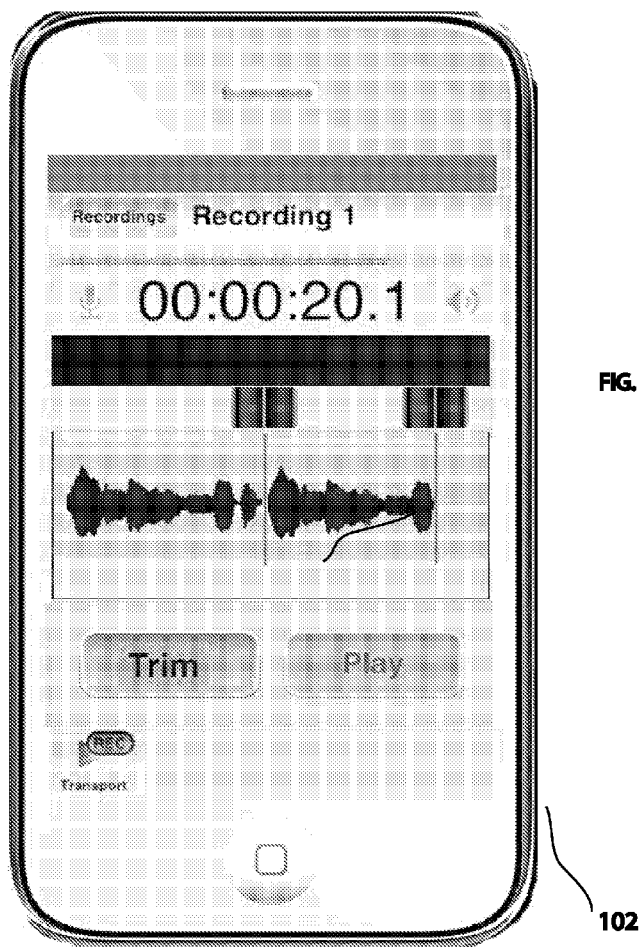 Recordings Recording 1
00:00:20.1
FIG.
Trim Play
REC
Transport
102